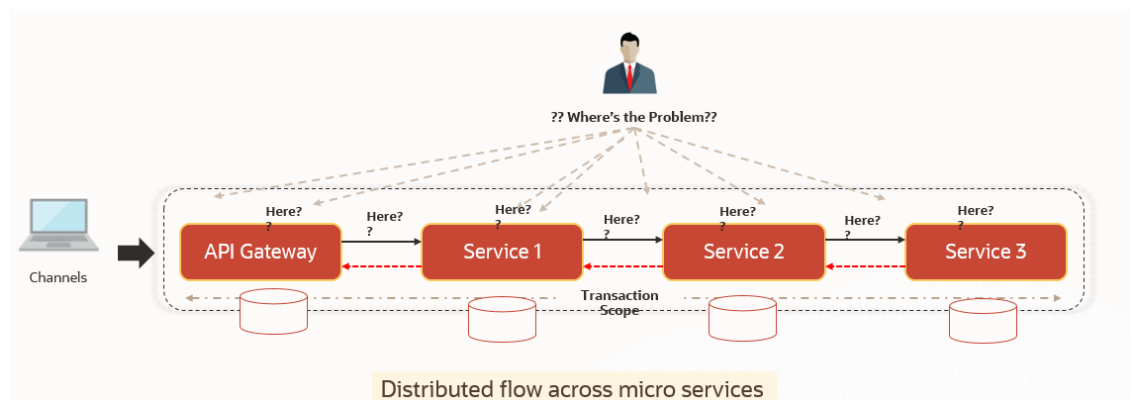 ?? Where's the Problem??
Here?
?
Here?
?
Here?
?
Here?
?
Here?
?
Here?
?
Here?
?
API Gateway
Service 1
Service 2
Service 3
Channels
Transaction
Scope
Distributed flow across micro services